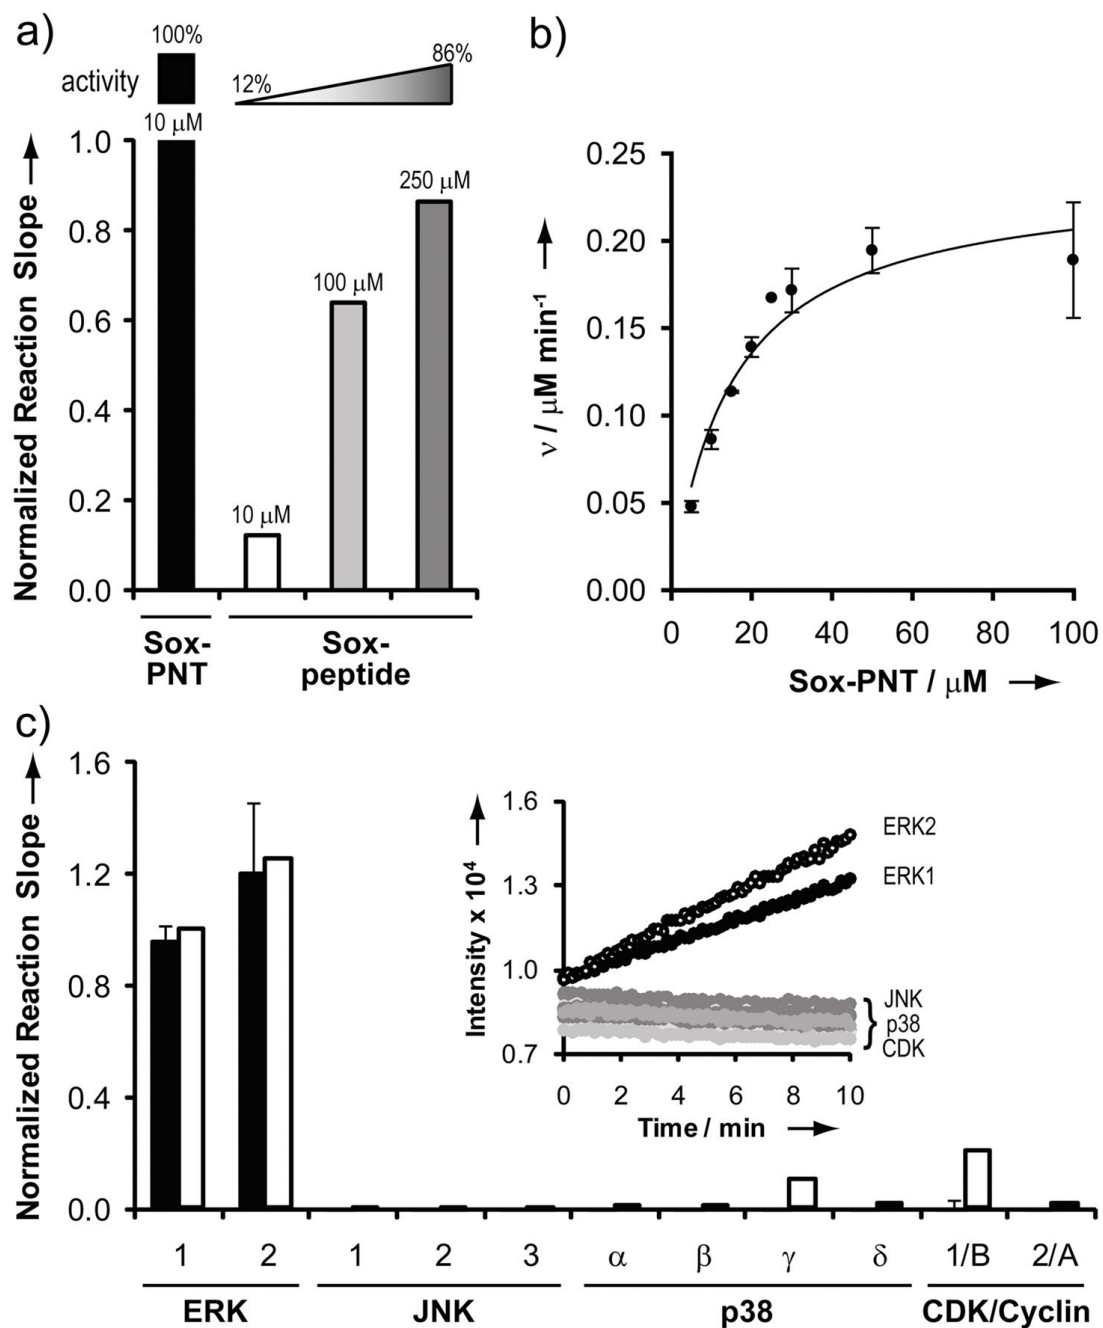 a)
100%
activity
12%
86%
Normalized Reaction Slope
1.0
0.8
0.6
0.4
0.2
0.0
10 μM
10 μM
100 μM
250 μM
Sox-
PNT
Sox-
peptide
b)
ν / μM min-1
0.25
0.20
0.15
0.10
0.05
0.00
0 20 40 60 80 100
Sox-PNT / μM
c)
Normalized Reaction Slope
1.6
1.2
0.8
0.4
0.0
Intensity x 10⁴
1.6
1.3
1.0
0.7
ERK2
ERK1
JNK
p38
CDK
0 2 4 6 8 10
Time / min
1 2 1 2 3 α β γ δ 1/B 2/A
ERK JNK p38 CDK/Cyclin